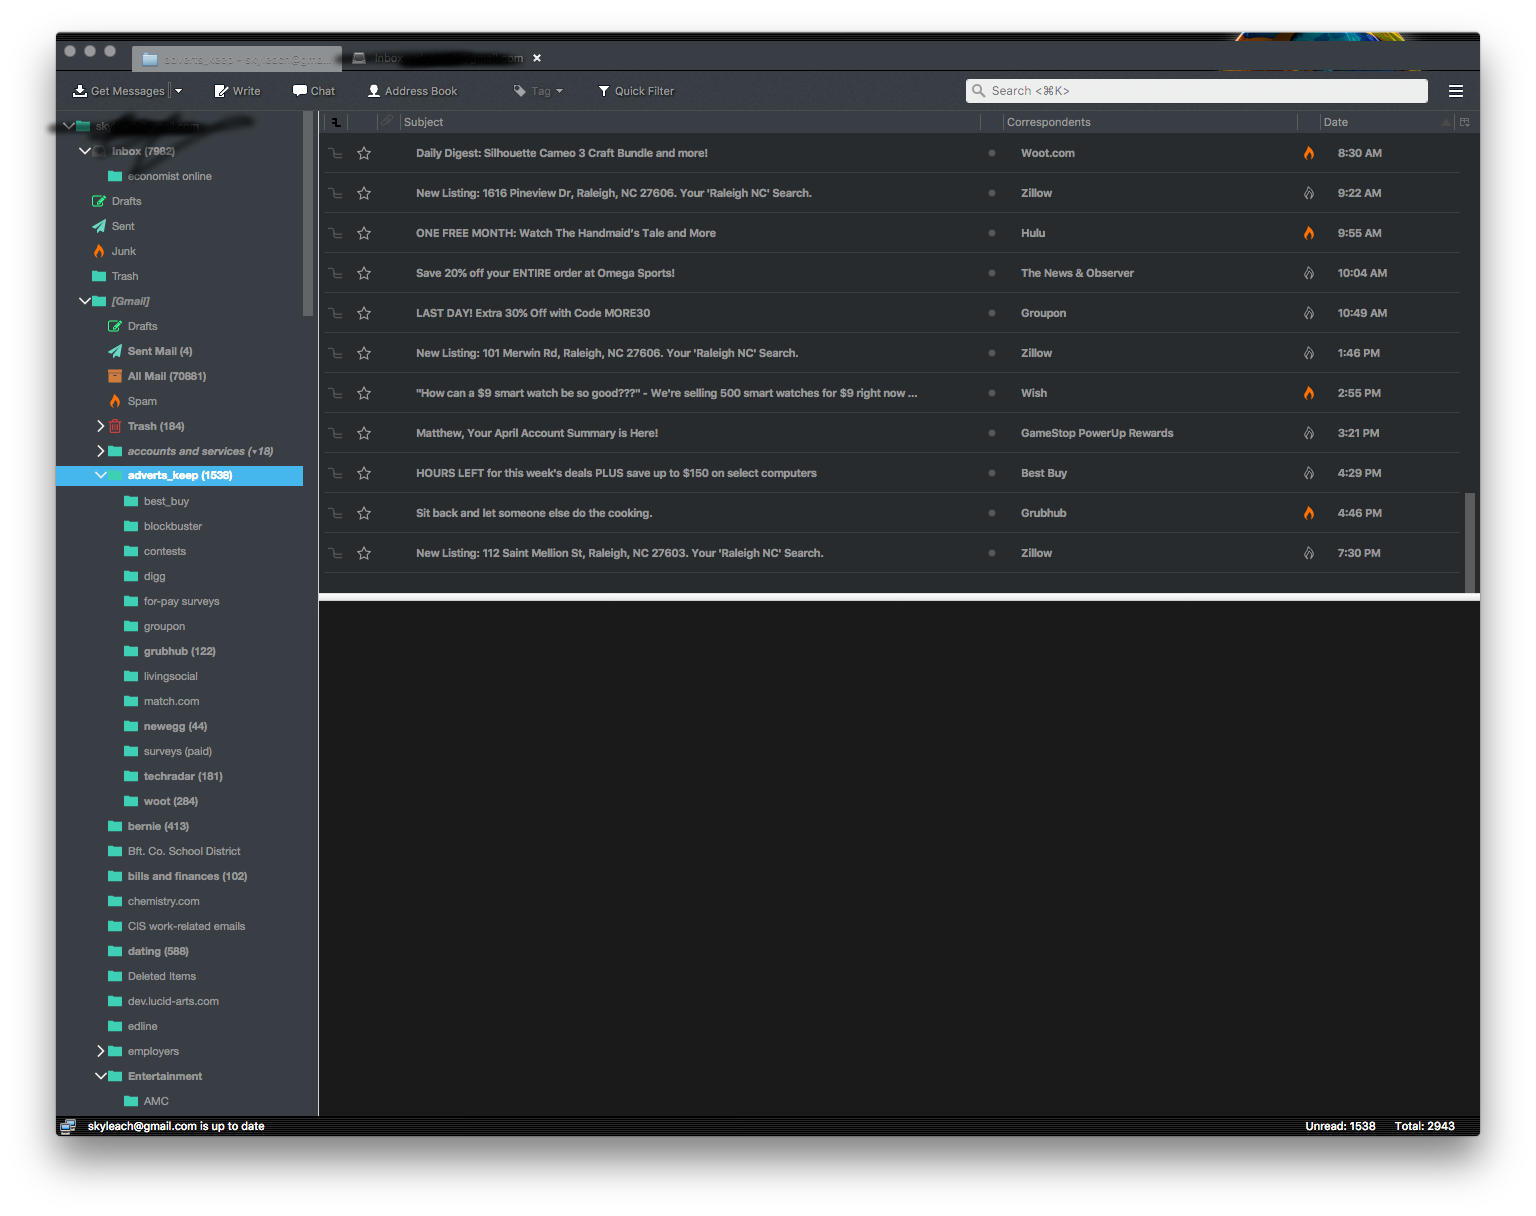 adverts_keep - skyleach@gma...
Inbox
gmail.com
Get Messages
Write
Chat
Address Book
Tag
Quick Filter
Search <⌘K>
Subject
Correspondents
Date
Inbox (7982)
economist online
Drafts
Sent
Junk
Trash
[Gmail]
Drafts
Sent Mail (4)
All Mail (70881)
Spam
Trash (184)
accounts and services (▾18)
adverts_keep (1538)
best_buy
blockbuster
contests
digg
for-pay surveys
groupon
grubhub (122)
livingsocial
match.com
newegg (44)
surveys (paid)
techradar (181)
woot (284)
bernie (413)
Bft. Co. School District
bills and finances (102)
chemistry.com
CIS work-related emails
dating (588)
Deleted Items
dev.lucid-arts.com
edline
employers
Entertainment
AMC
Daily Digest: Silhouette Cameo 3 Craft Bundle and more! Woot.com 8:30 AM
New Listing: 1616 Pineview Dr, Raleigh, NC 27606. Your 'Raleigh NC' Search. Zillow 9:22 AM
ONE FREE MONTH: Watch The Handmaid's Tale and More Hulu 9:55 AM
Save 20% off your ENTIRE order at Omega Sports! The News & Observer 10:04 AM
LAST DAY! Extra 30% Off with Code MORE30 Groupon 10:49 AM
New Listing: 101 Merwin Rd, Raleigh, NC 27606. Your 'Raleigh NC' Search. Zillow 1:46 PM
"How can a $9 smart watch be so good???" - We're selling 500 smart watches for $9 right now ... Wish 2:55 PM
Matthew, Your April Account Summary is Here! GameStop PowerUp Rewards 3:21 PM
HOURS LEFT for this week's deals PLUS save up to $150 on select computers Best Buy 4:29 PM
Sit back and let someone else do the cooking. Grubhub 4:46 PM
New Listing: 112 Saint Mellion St, Raleigh, NC 27603. Your 'Raleigh NC' Search. Zillow 7:30 PM
skyleach@gmail.com is up to date
Unread: 1538 Total: 2943